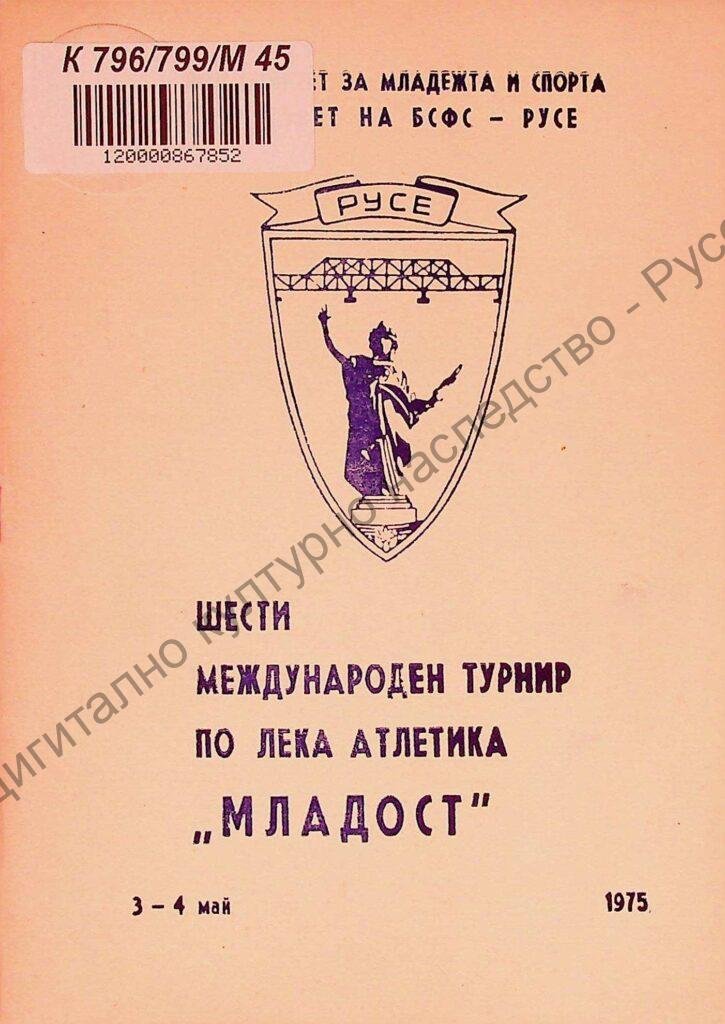 К 796/799/М 45
120000867852
ЕТ ЗА МЛАДЕЖТА И СПОРТА
ЕТ НА БСФС – РУСЕ
РУСЕ
ШЕСТИ
МЕЖДУНАРОДЕН ТУРНИР
ПО ЛЕКА АТЛЕТИКА
„МЛАДОСТ"
3 – 4 май 1975
дигитално културно наследство - Русе